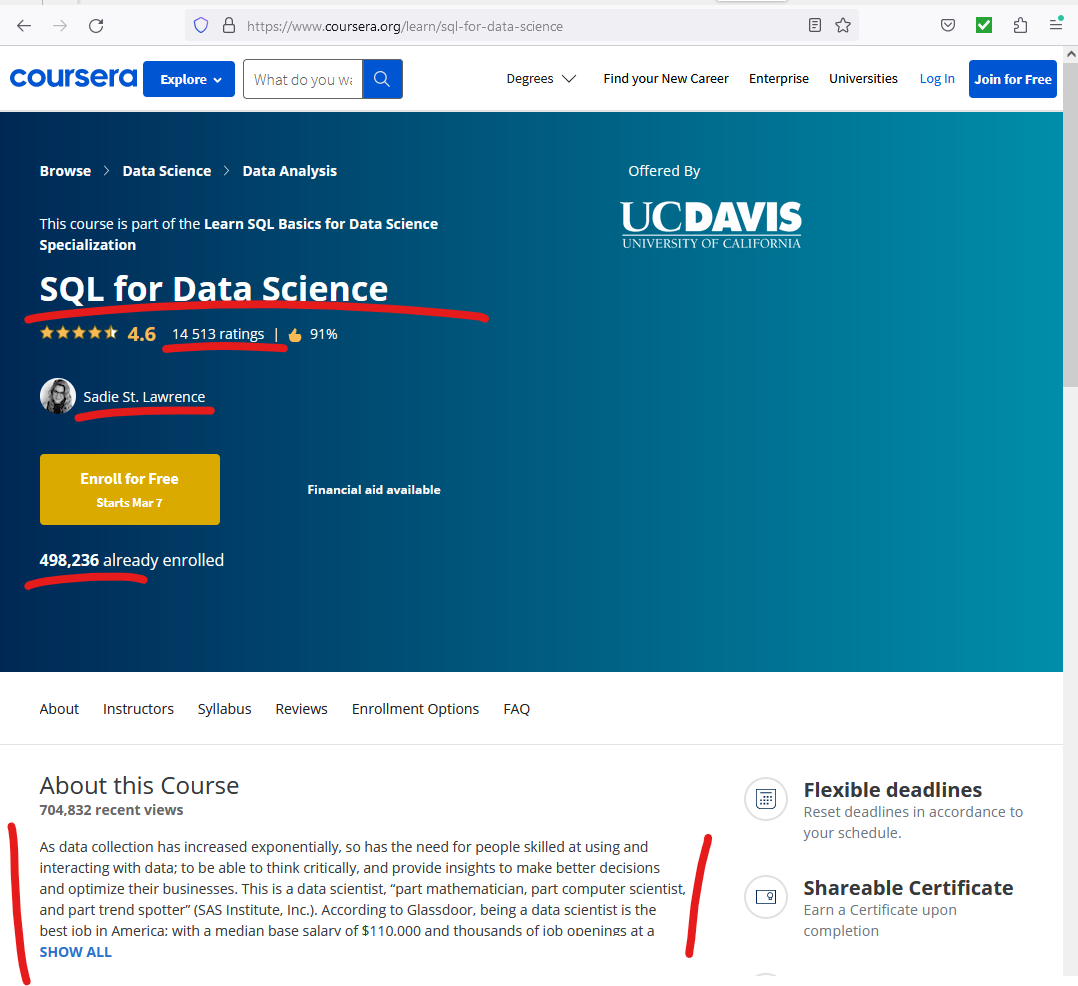 https://www.coursera.org/learn/sql-for-data-science
coursera
Explore
What do you wa
Degrees
Find your New Career
Enterprise
Universities
Log In
Join for Free
Browse > Data Science > Data Analysis
Offered By
UCDAVIS
UNIVERSITY OF CALIFORNIA
This course is part of the Learn SQL Basics for Data Science
Specialization
SQL for Data Science
4.6 14 513 ratings | 91%
Sadie St. Lawrence
Enroll for Free
Starts Mar 7
Financial aid available
498,236 already enrolled
About
Instructors
Syllabus
Reviews
Enrollment Options
FAQ
About this Course
704,832 recent views
As data collection has increased exponentially, so has the need for people skilled at using and
interacting with data; to be able to think critically, and provide insights to make better decisions
and optimize their businesses. This is a data scientist, “part mathematician, part computer scientist,
and part trend spotter” (SAS Institute, Inc.). According to Glassdoor, being a data scientist is the
best job in America; with a median base salary of $110,000 and thousands of job openings at a
SHOW ALL
Flexible deadlines
Reset deadlines in accordance to
your schedule.
Shareable Certificate
Earn a Certificate upon
completion